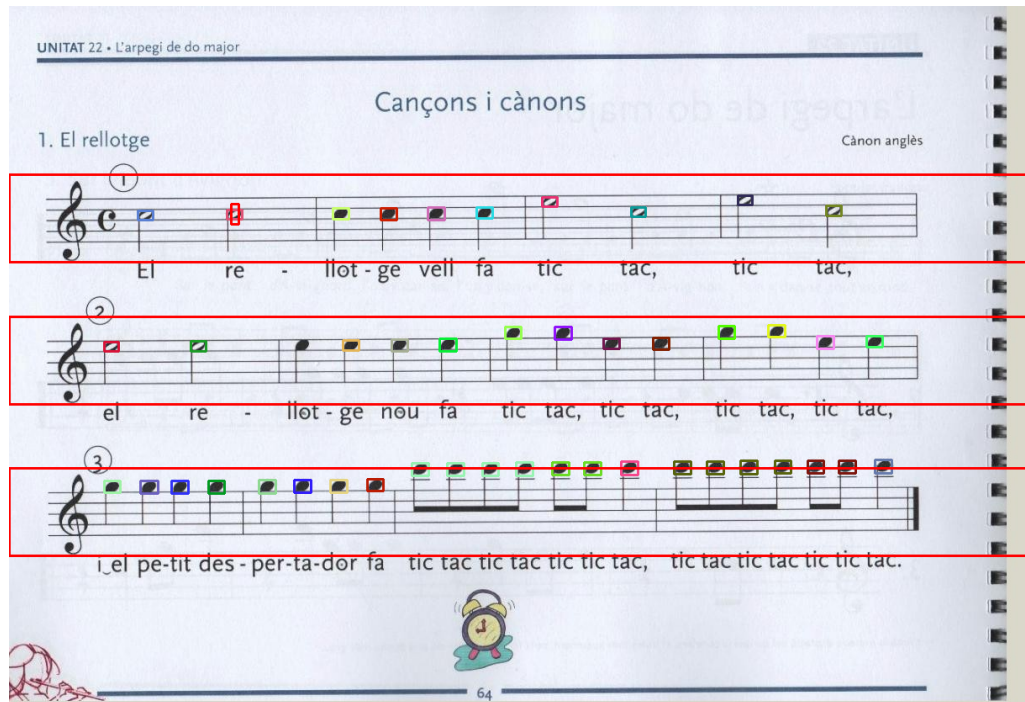 UNITAT 22 • L'arpegi de do major
Cançons i cànons
1. El rellotge
Cànon anglès
1
El re - llot - ge vell fa tic tac, tic tac,
2
el re - llot - ge nou fa tic tac, tic tac, tic tac, tic tac,
3
i el pe-tit des - per-ta-dor fa tic tac tic tac tic tic tac, tic tac tic tac tic tic tac.
64